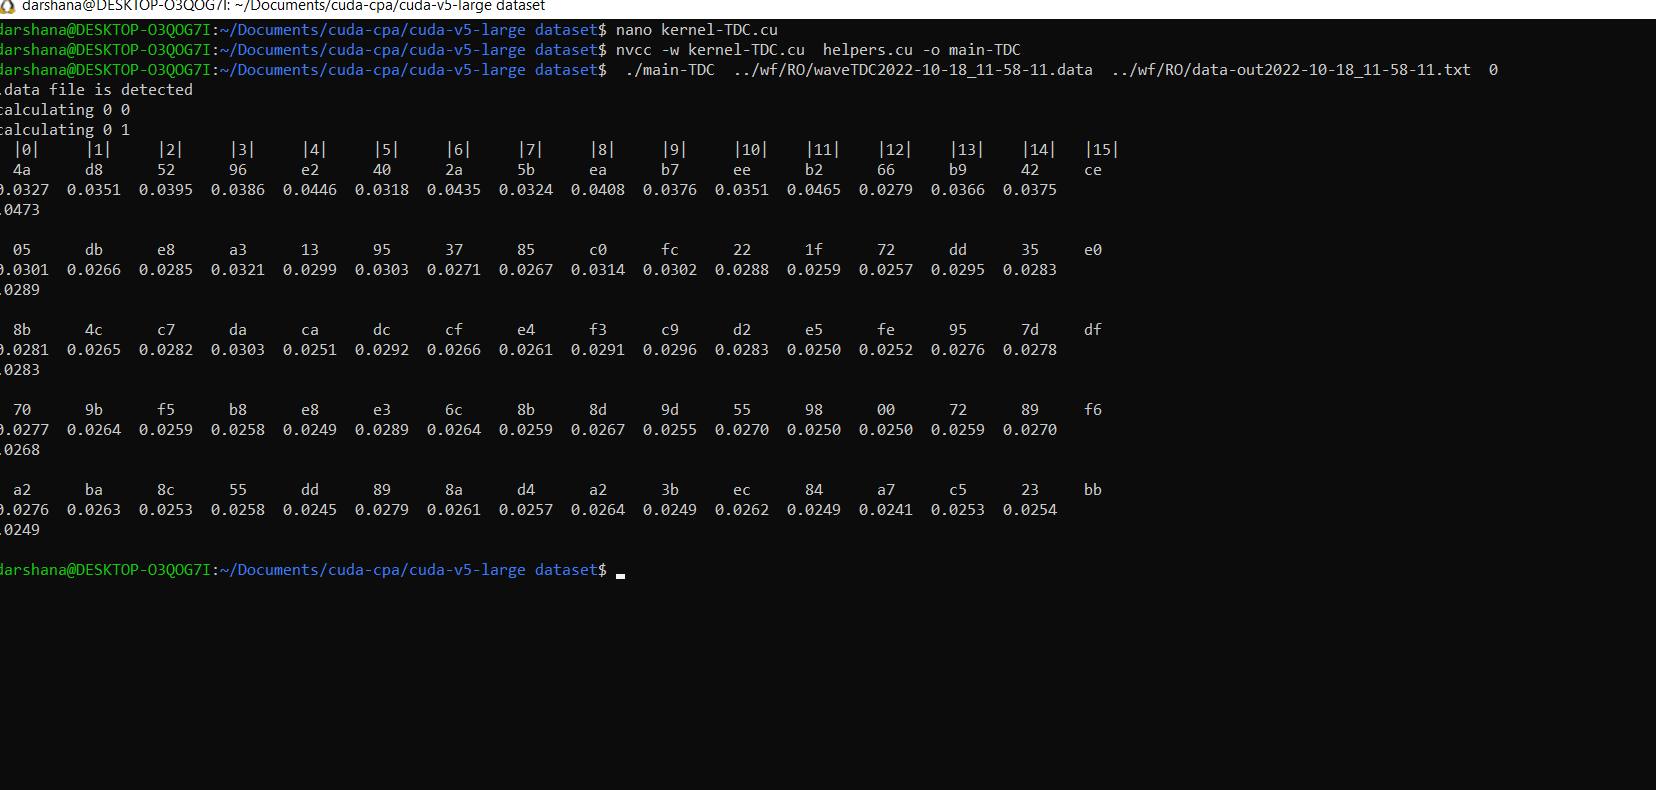 darshana@DESKTOP-O3QOG7I: ~/Documents/cuda-cpa/cuda-v5-large dataset
darshana@DESKTOP-O3QOG7I:~/Documents/cuda-cpa/cuda-v5-large dataset$ nano kernel-TDC.cu
darshana@DESKTOP-O3QOG7I:~/Documents/cuda-cpa/cuda-v5-large dataset$ nvcc -w kernel-TDC.cu  helpers.cu -o main-TDC
darshana@DESKTOP-O3QOG7I:~/Documents/cuda-cpa/cuda-v5-large dataset$  ./main-TDC  ../wf/RO/waveTDC2022-10-18_11-58-11.data  ../wf/RO/data-out2022-10-18_11-58-11.txt  0
.data file is detected
calculating 0 0
calculating 0 1
|0| |1| |2| |3| |4| |5| |6| |7| |8| |9| |10| |11| |12| |13| |14| |15|
4a d8 52 96 e2 40 2a 5b ea b7 ee b2 66 b9 42 ce
0.0327 0.0351 0.0395 0.0386 0.0446 0.0318 0.0435 0.0324 0.0408 0.0376 0.0351 0.0465 0.0279 0.0366 0.0375
.0473
05 db e8 a3 13 95 37 85 c0 fc 22 1f 72 dd 35 e0
0.0301 0.0266 0.0285 0.0321 0.0299 0.0303 0.0271 0.0267 0.0314 0.0302 0.0288 0.0259 0.0257 0.0295 0.0283
.0289
8b 4c c7 da ca dc cf e4 f3 c9 d2 e5 fe 95 7d df
0.0281 0.0265 0.0282 0.0303 0.0251 0.0292 0.0266 0.0261 0.0291 0.0296 0.0283 0.0250 0.0252 0.0276 0.0278
.0283
70 9b f5 b8 e8 e3 6c 8b 8d 9d 55 98 00 72 89 f6
0.0277 0.0264 0.0259 0.0258 0.0249 0.0289 0.0264 0.0259 0.0267 0.0255 0.0270 0.0250 0.0250 0.0259 0.0270
.0268
a2 ba 8c 55 dd 89 8a d4 a2 3b ec 84 a7 c5 23 bb
0.0276 0.0263 0.0253 0.0258 0.0245 0.0279 0.0261 0.0257 0.0264 0.0249 0.0262 0.0249 0.0241 0.0253 0.0254
.0249
darshana@DESKTOP-O3QOG7I:~/Documents/cuda-cpa/cuda-v5-large dataset$